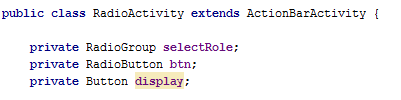 public class RadioActivity extends ActionBarActivity {
private RadioGroup selectRole;
private RadioButton btn;
private Button display;